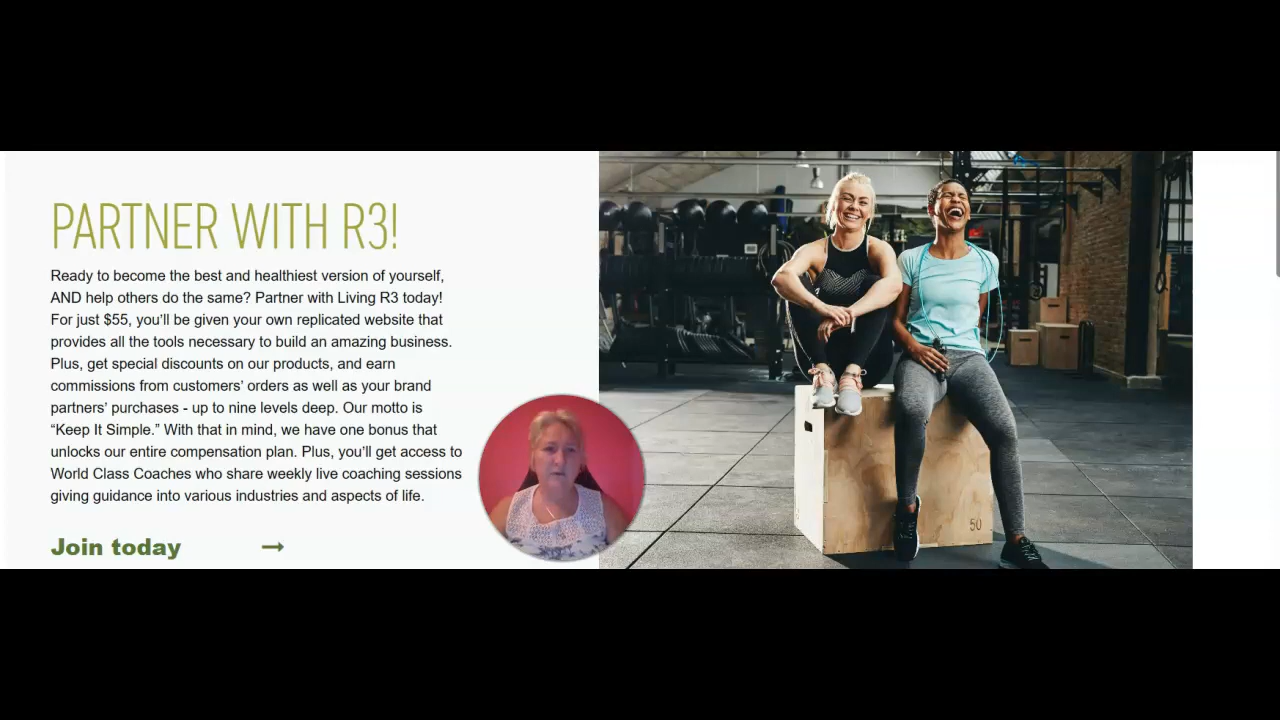 PARTNER WITH R3!
Ready to become the best and healthiest version of yourself,
AND help others do the same? Partner with Living R3 today!
For just $55, you’ll be given your own replicated website that
provides all the tools necessary to build an amazing business.
Plus, get special discounts on our products, and earn
commissions from customers’ orders as well as your brand
partners’ purchases - up to nine levels deep. Our motto is
“Keep It Simple.” With that in mind, we have one bonus that
unlocks our entire compensation plan. Plus, you’ll get access to
World Class Coaches who share weekly live coaching sessions
giving guidance into various industries and aspects of life.
Join today →
50